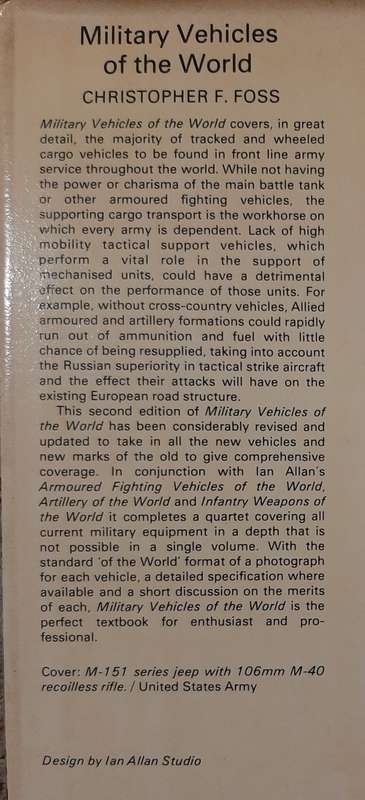 Military Vehicles
of the World
CHRISTOPHER F. FOSS
Military Vehicles of the World covers, in great
detail, the majority of tracked and wheeled
cargo vehicles to be found in front line army
service throughout the world. While not having
the power or charisma of the main battle tank
or other armoured fighting vehicles, the
supporting cargo transport is the workhorse on
which every army is dependent. Lack of high
mobility tactical support vehicles, which
perform a vital role in the support of
mechanised units, could have a detrimental
effect on the performance of those units. For
example, without cross-country vehicles, Allied
armoured and artillery formations could rapidly
run out of ammunition and fuel with little
chance of being resupplied, taking into account
the Russian superiority in tactical strike aircraft
and the effect their attacks will have on the
existing European road structure.
This second edition of Military Vehicles of
the World has been considerably revised and
updated to take in all the new vehicles and
new marks of the old to give comprehensive
coverage. In conjunction with Ian Allan's
Armoured Fighting Vehicles of the World,
Artillery of the World and Infantry Weapons of
the World it completes a quartet covering all
current military equipment in a depth that is
not possible in a single volume. With the
standard 'of the World' format of a photograph
for each vehicle, a detailed specification where
available and a short discussion on the merits
of each, Military Vehicles of the World is the
perfect textbook for enthusiast and pro-
fessional.
Cover: M-151 series jeep with 106mm M-40
recoilless rifle. / United States Army
Design by Ian Allan Studio